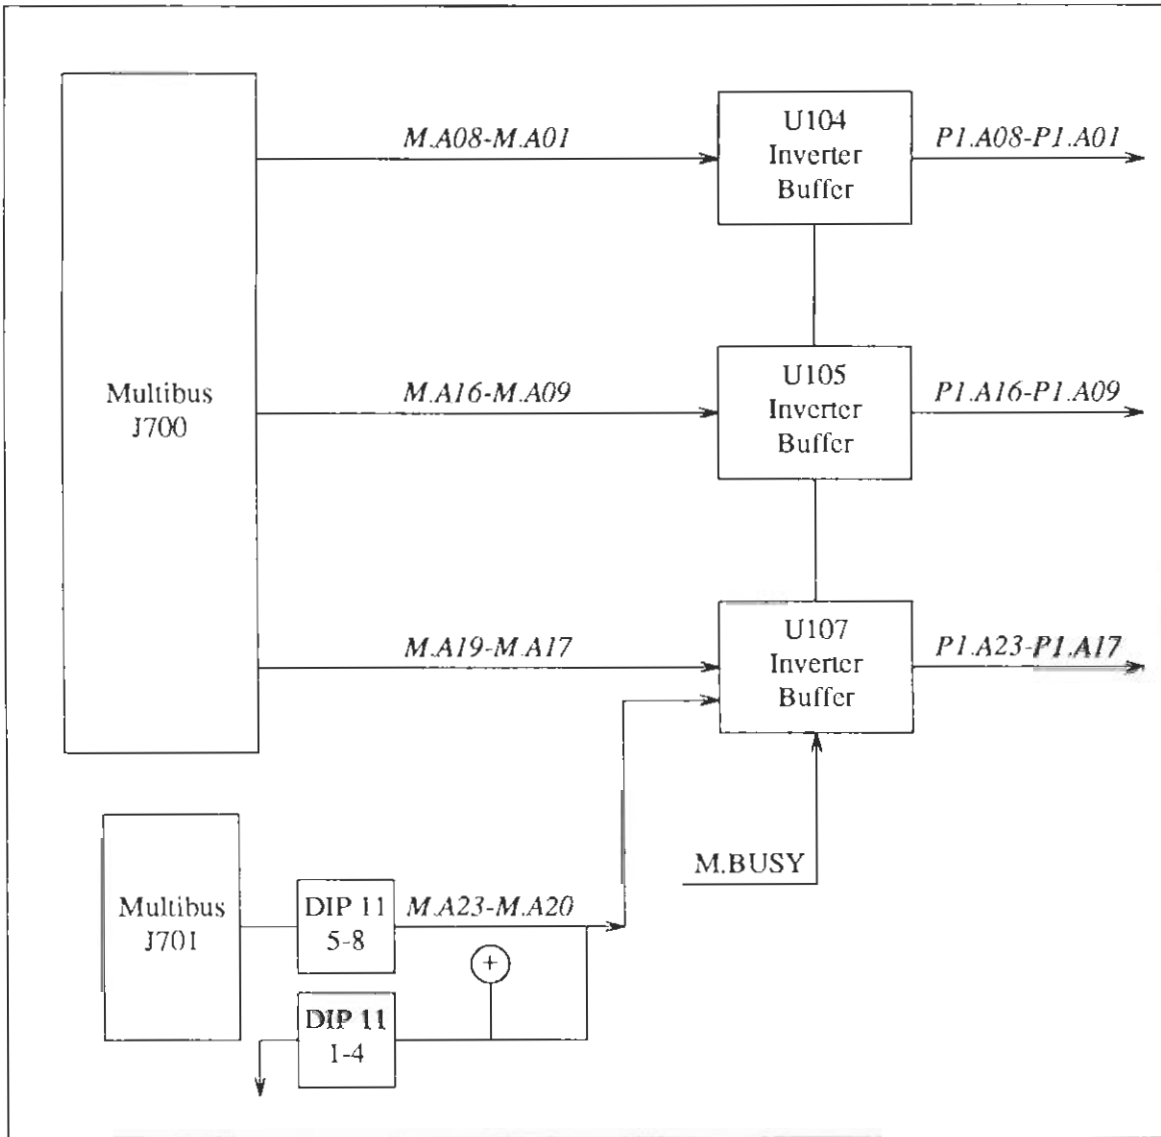 M.A08-M.A01
U104
Inverter
Buffer
P1.A08-P1.A01
Multibus
J700
M.A16-M.A09
U105
Inverter
Buffer
P1.A16-P1.A09
M.A19-M.A17
U107
Inverter
Buffer
P1.A23-P1.A17
M.BUSY
Multibus
J701
DIP 11
5-8
M.A23-M.A20
+
DIP 11
1-4